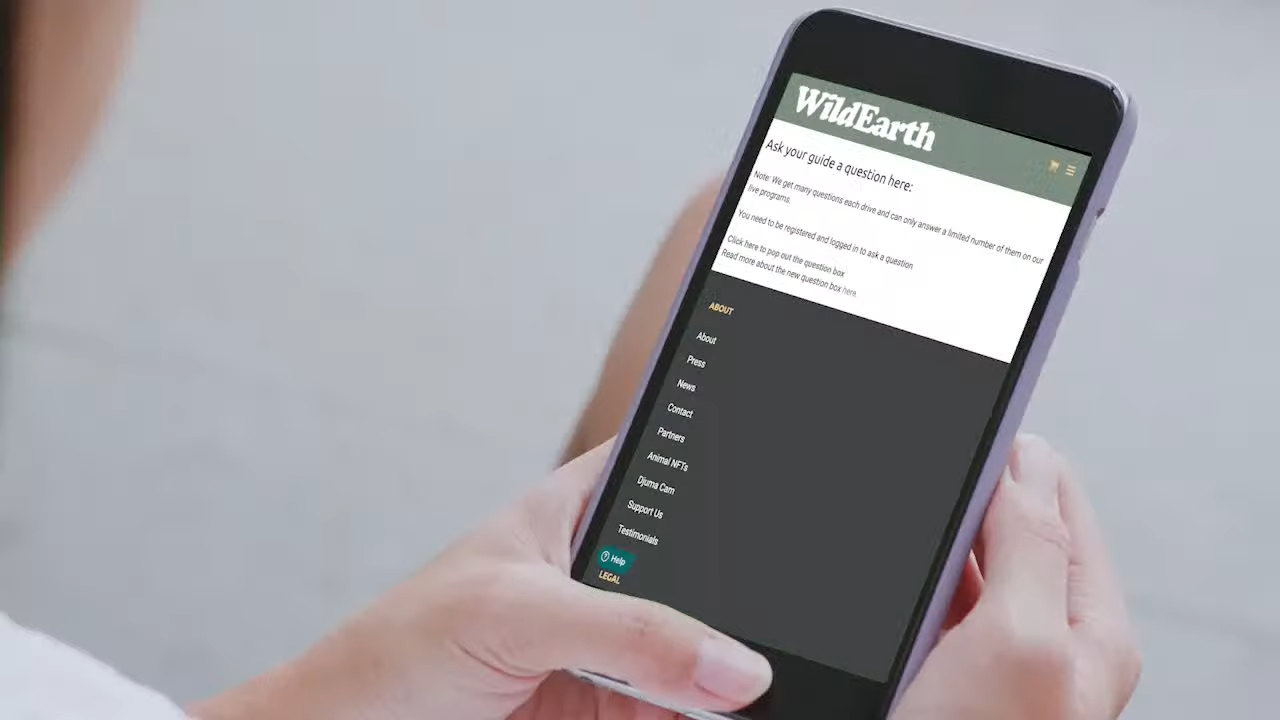 WildEarth
Ask your guide a question here:
Note: We get many questions each drive and can only answer a limited number of them on our
live programs.
You need to be registered and logged in to ask a question
Click here to pop out the question box
Read more about the new question box here.
ABOUT
About
Press
News
Contact
Partners
Animal NFTs
Djuma Cam
Support Us
Testimonials
Help
LEGAL